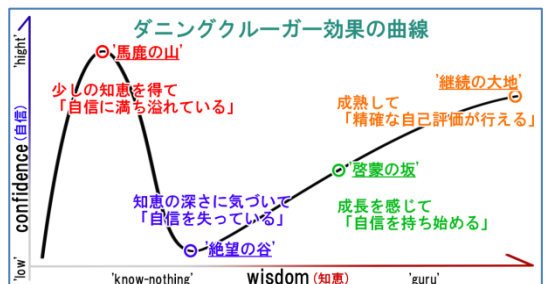 ダニングクルーガー効果の曲線
'hight'
'馬鹿の山'
少しの知恵を得て
「自信に満ち溢れている」
'継続の大地'
成熟して
「精確な自己評価が行える」
confidence(自信)
'啓蒙の坂'
知恵の深さに気づいて
「自信を失っている」
成長を感じて
「自信を持ち始める」
'絶望の谷'
'low'
'know-nothing'
wisdom(知恵)
'guru'